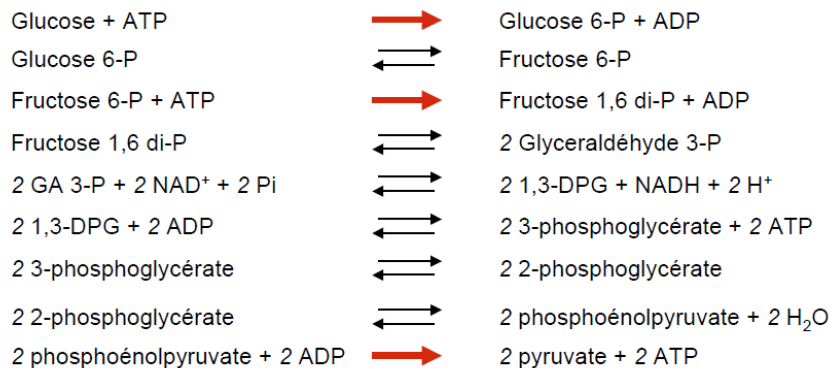 Glucose + ATP → Glucose 6-P + ADP
Glucose 6-P ⇄ Fructose 6-P
Fructose 6-P + ATP → Fructose 1,6 di-P + ADP
Fructose 1,6 di-P ⇄ 2 Glyceraldéhyde 3-P
2 GA 3-P + 2 NAD⁺ + 2 Pi ⇄ 2 1,3-DPG + NADH + 2 H⁺
2 1,3-DPG + 2 ADP ⇄ 2 3-phosphoglycérate + 2 ATP
2 3-phosphoglycérate ⇄ 2 2-phosphoglycérate
2 2-phosphoglycérate ⇄ 2 phosphoénolpyruvate + 2 H₂O
2 phosphoénolpyruvate + 2 ADP → 2 pyruvate + 2 ATP